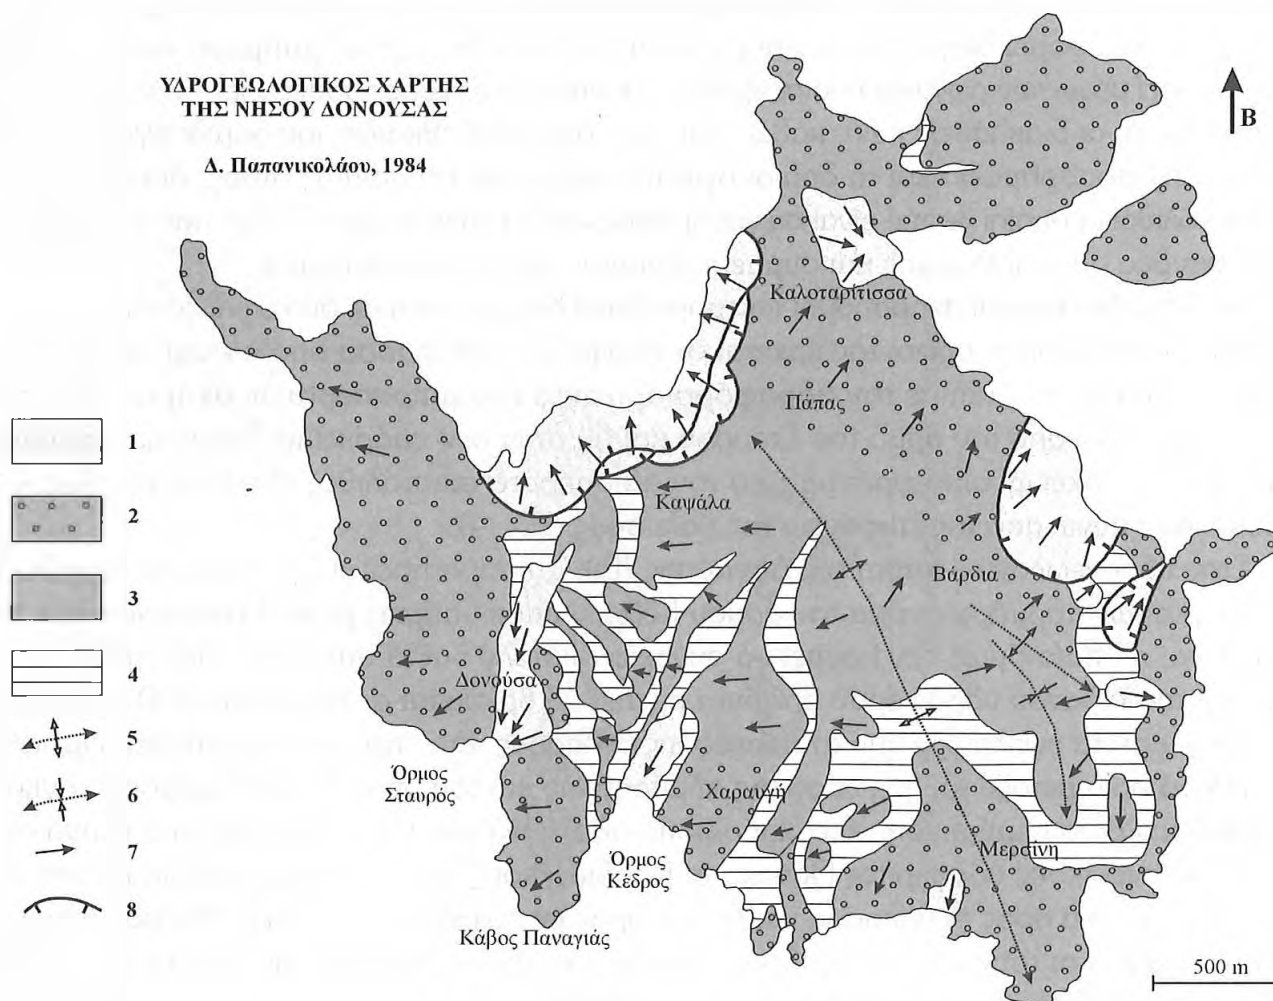 ΥΔΡΟΓΕΩΛΟΓΙΚΟΣ ΧΑΡΤΗΣ
ΤΗΣ ΝΗΣΟΥ ΔΟΝΟΥΣΑΣ
Δ. Παπανικολάου, 1984
Β
Καλοταρίτισσα
Πάπας
1
Καψάλα
2
Βάρδια
3
4
Δονούσα
5
Όρμος
Σταυρός
6
Χαραυγή
7
Μερσίνη
Όρμος
Κέδρος
8
Κάβος Παναγιάς
500 m